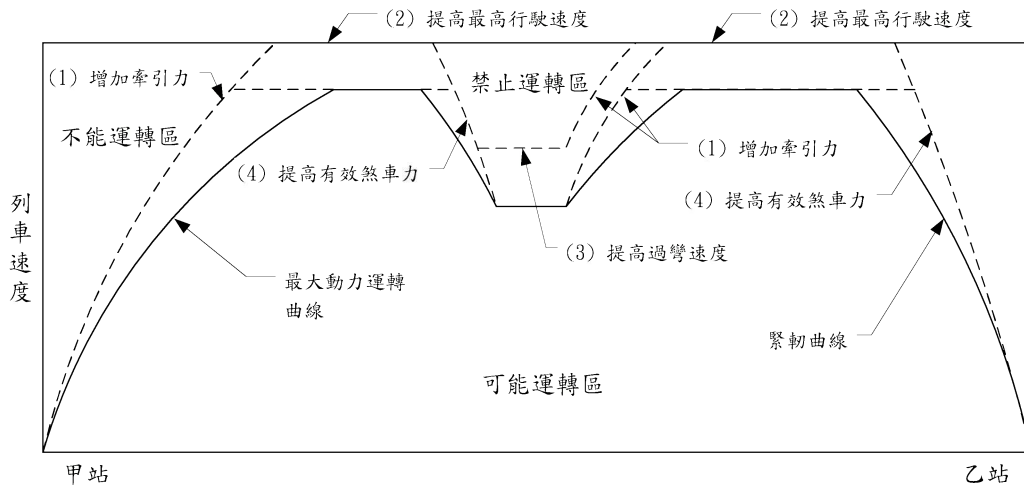 (2) 提高最高行駛速度
(2) 提高最高行駛速度
(1) 增加牽引力
禁止運轉區
不能運轉區
(1) 增加牽引力
(4) 提高有效煞車力
(4) 提高有效煞車力
列車速度
(3) 提高過彎速度
最大動力運轉
曲線
緊軔曲線
可能運轉區
甲站
乙站